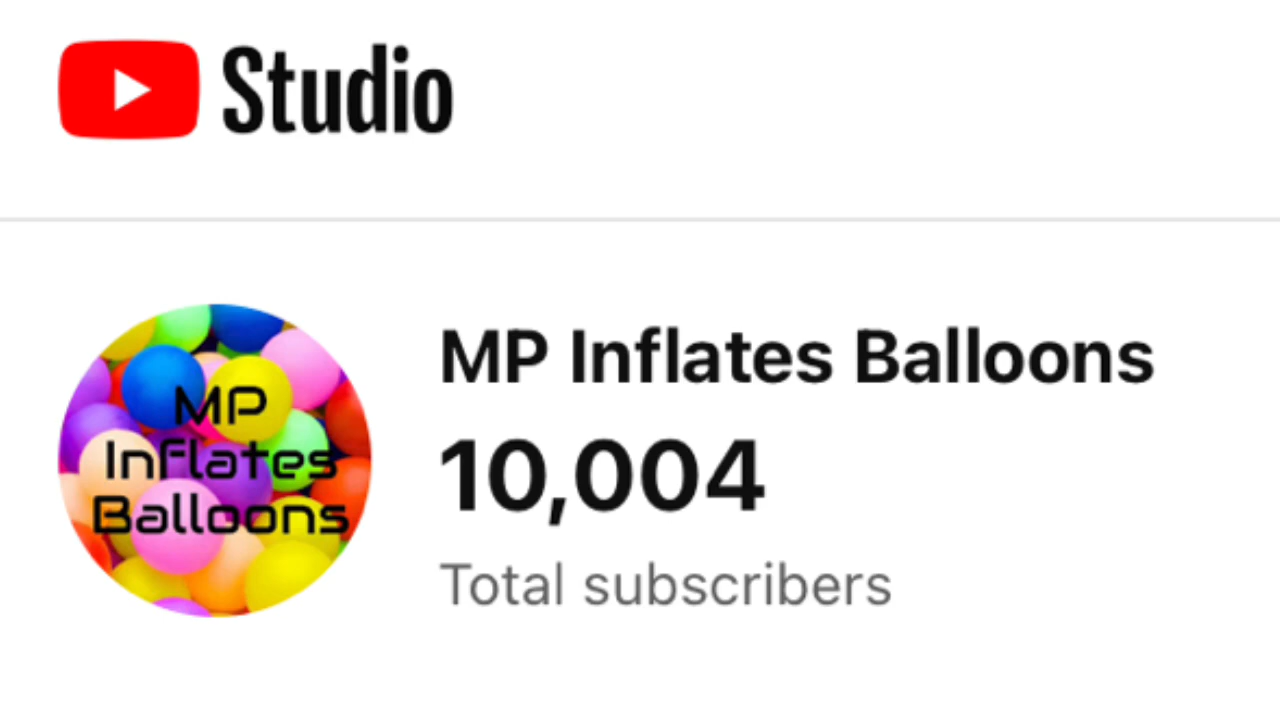 Studio
MP Inflates Balloons
10,004
Total subscribers
MP
Inflates
Balloons